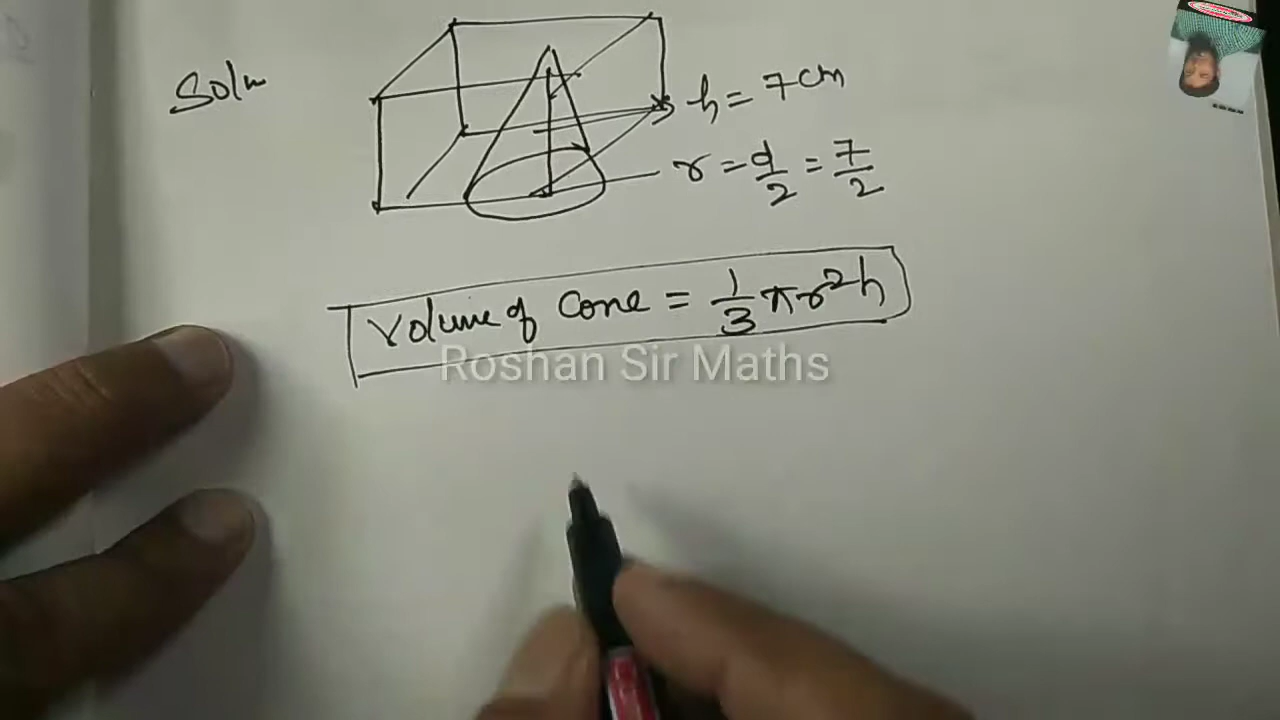 Soln
h = 7cm
r = d/2 = 7/2
Volume of Cone = 1/3 πr²h
Roshan Sir Maths